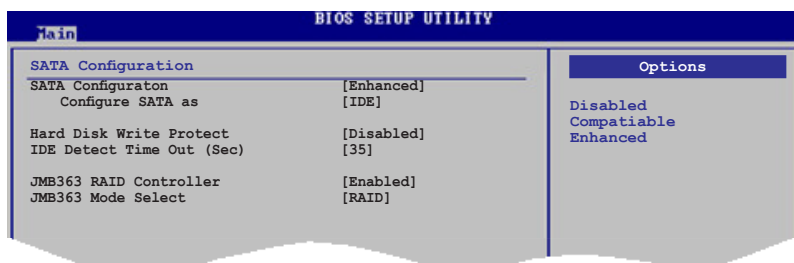 BIOS SETUP UTILITY
Main
SATA Configuration
SATA Configuraton [Enhanced]
Configure SATA as [IDE]
Hard Disk Write Protect [Disabled]
IDE Detect Time Out (Sec) [35]
JMB363 RAID Controller [Enabled]
JMB363 Mode Select [RAID]
Options
Disabled
Compatiable
Enhanced